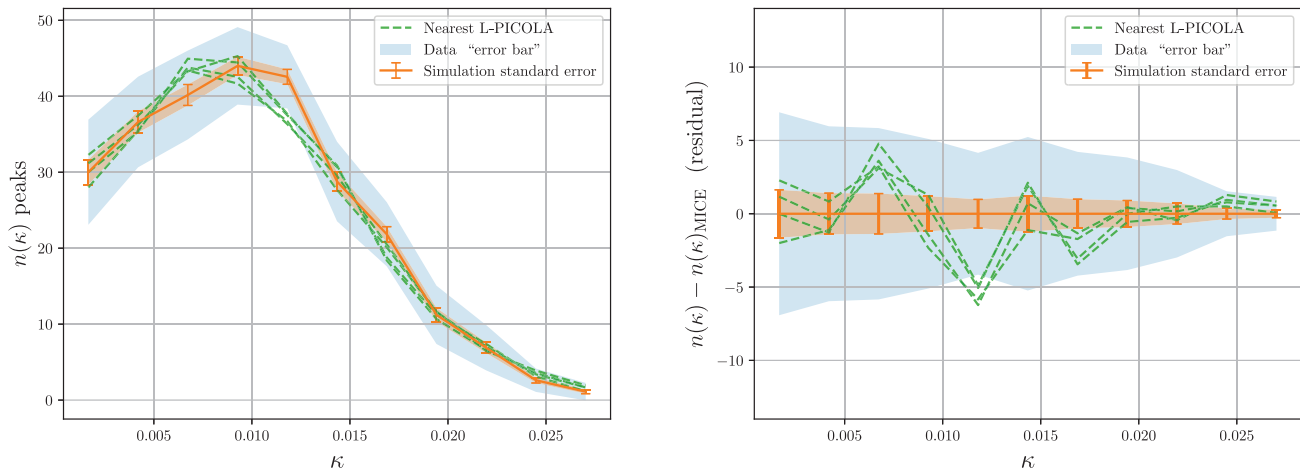 50
40
30
20
10
0
n(κ) peaks
0.005 0.010 0.015 0.020 0.025
κ
Nearest L-PICOLA
Data “error bar”
Simulation standard error
10
5
0
−5
−10
n(κ) − n(κ)MICE (residual)
0.005 0.010 0.015 0.020 0.025
κ
Nearest L-PICOLA
Data “error bar”
Simulation standard error